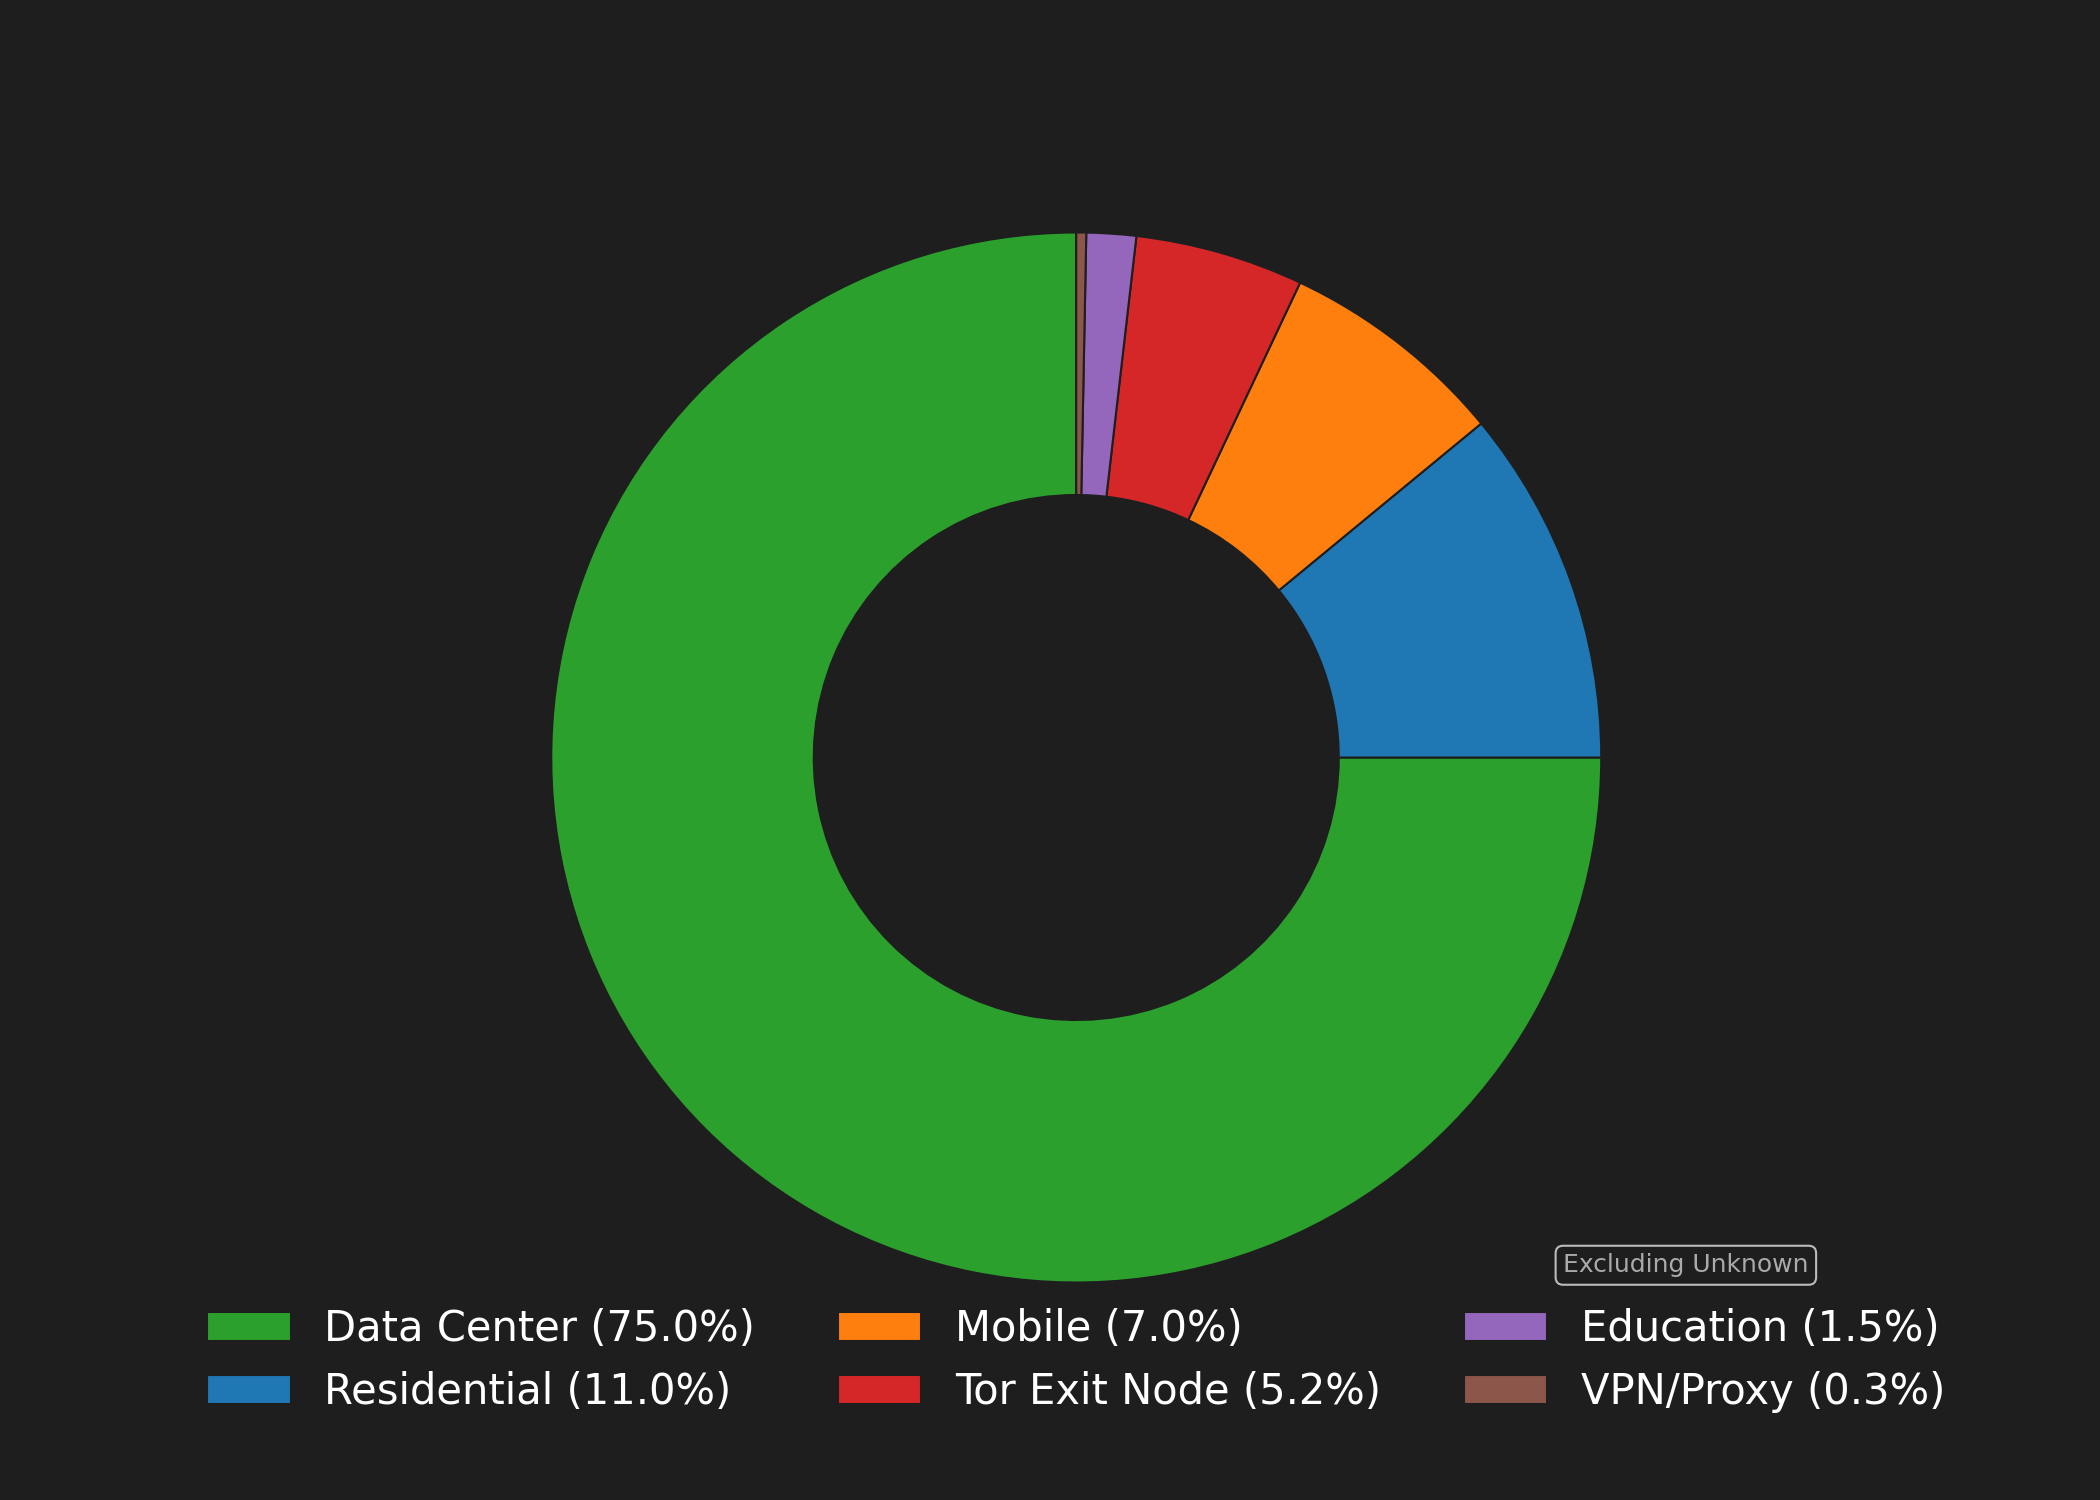 Excluding Unknown
Data Center (75.0%)
Residential (11.0%)
Mobile (7.0%)
Tor Exit Node (5.2%)
Education (1.5%)
VPN/Proxy (0.3%)